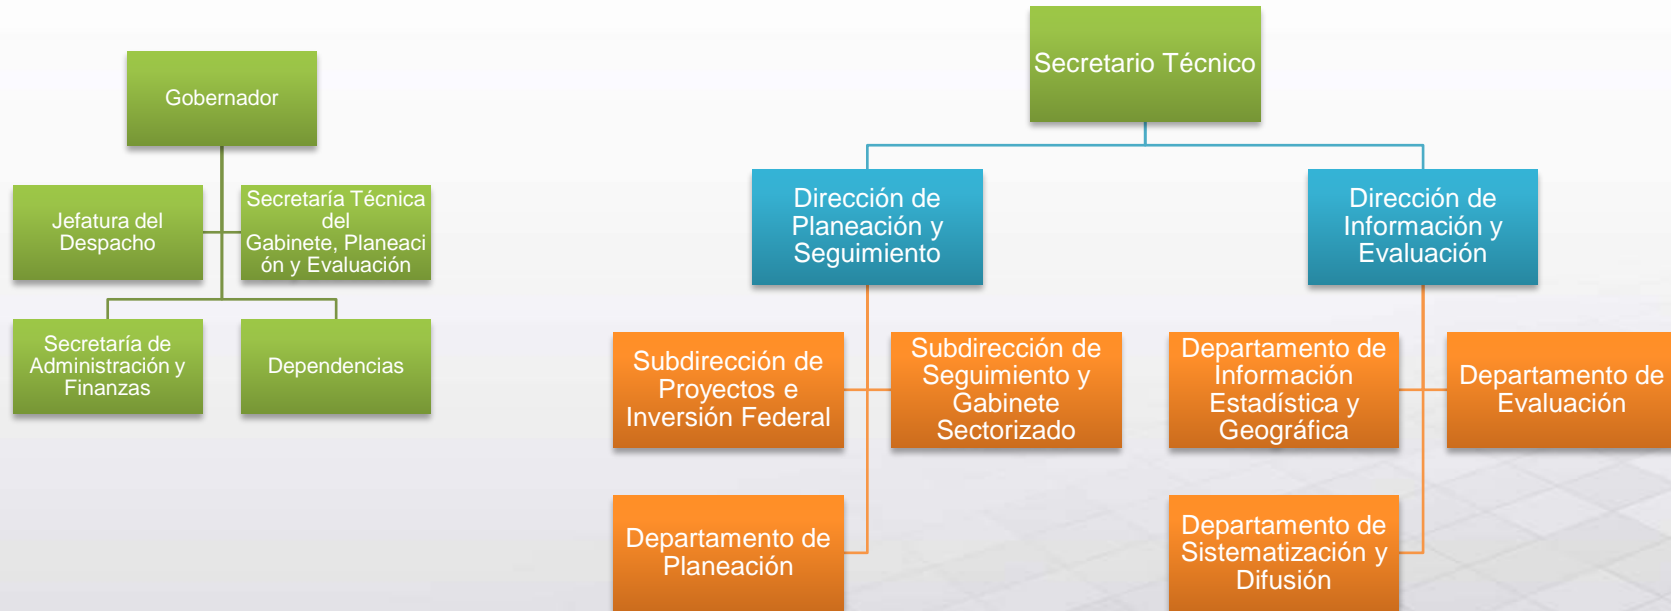 Gobernador
Jefatura del
Despacho
Secretaría Técnica
del
Gabinete, Planeaci
ón y Evaluación
Secretaría de
Administración y
Finanzas
Dependencias
Secretario Técnico
Dirección de
Planeación y
Seguimiento
Dirección de
Información y
Evaluación
Subdirección de
Proyectos e
Inversión Federal
Subdirección de
Seguimiento y
Gabinete
Sectorizado
Departamento de
Información
Estadística y
Geográfica
Departamento de
Evaluación
Departamento de
Planeación
Departamento de
Sistematización y
Difusión